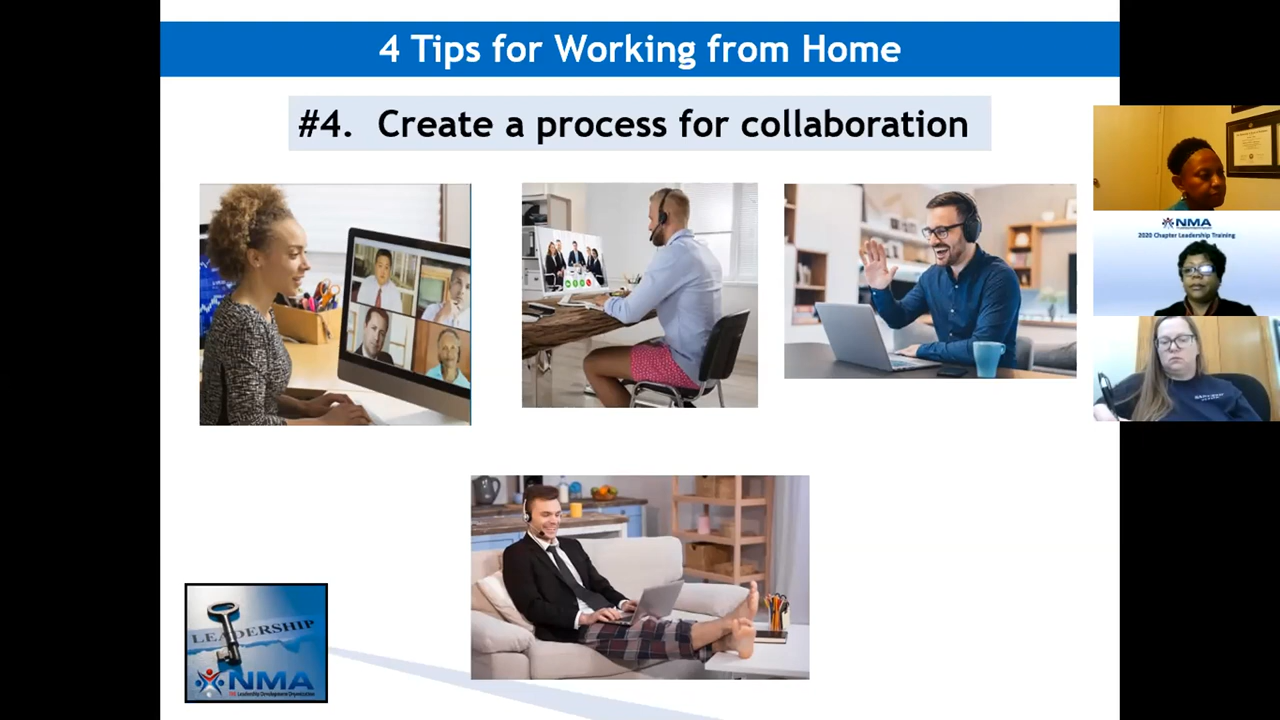 4 Tips for Working from Home
#4. Create a process for collaboration
NMA
2020 Chapter Leadership Training
LEADERSHIP
NMA
THE Leadership Development Organization